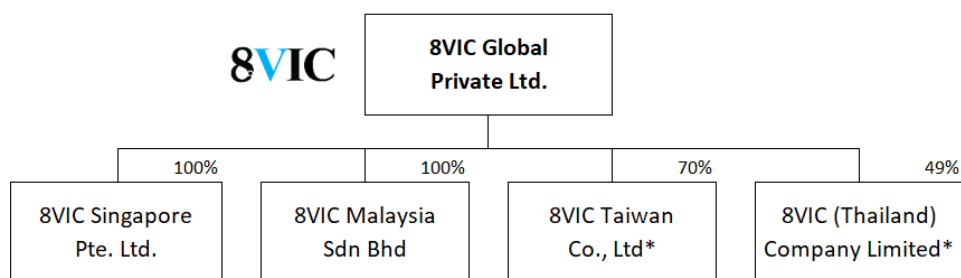 8VIC
8VIC Global
Private Ltd.
100%
100%
70%
49%
8VIC Singapore
Pte. Ltd.
8VIC Malaysia
Sdn Bhd
8VIC Taiwan
Co., Ltd*
8VIC (Thailand)
Company Limited*